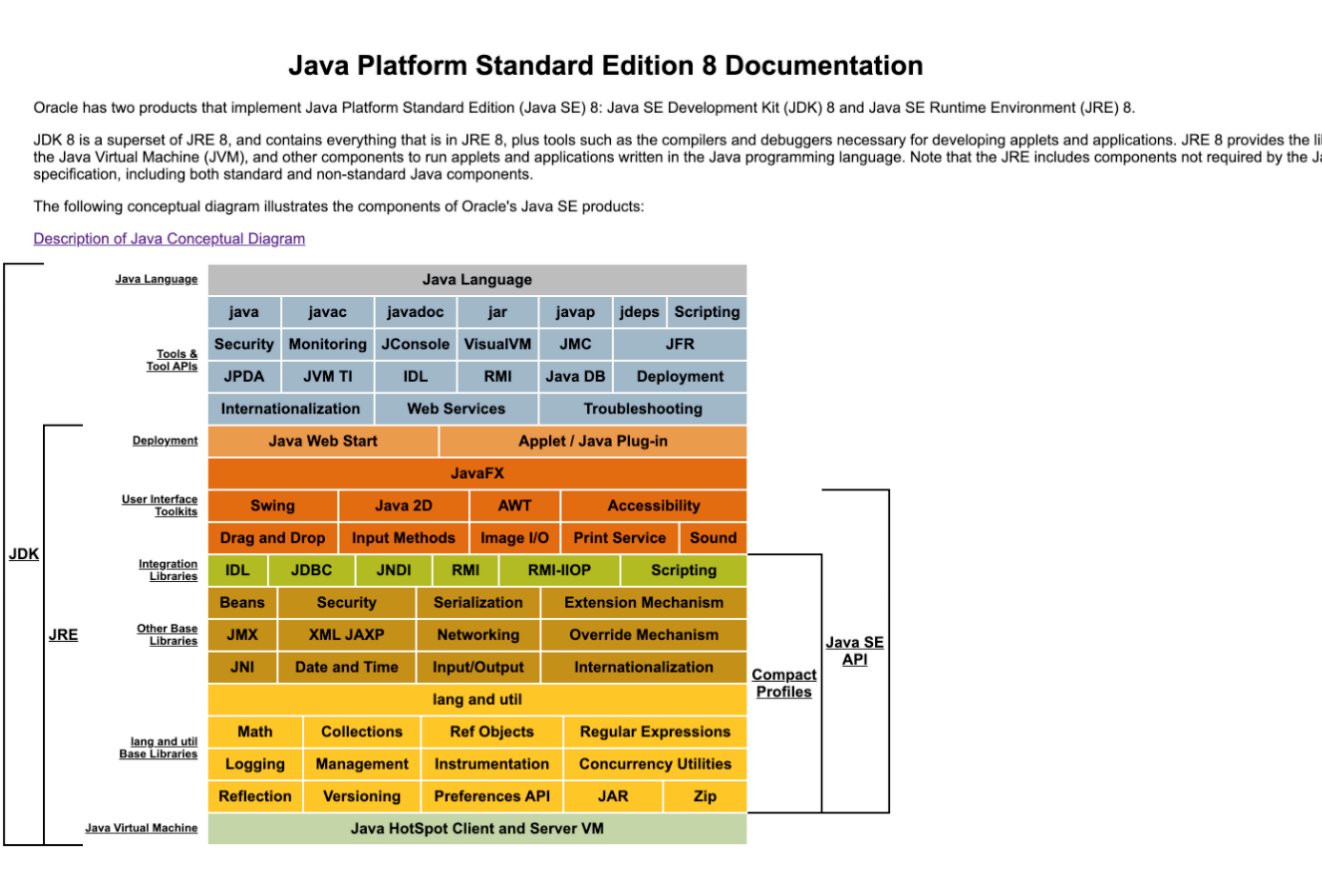 Java Platform Standard Edition 8 Documentation
Oracle has two products that implement Java Platform Standard Edition (Java SE) 8: Java SE Development Kit (JDK) 8 and Java SE Runtime Environment (JRE) 8.
JDK 8 is a superset of JRE 8, and contains everything that is in JRE 8, plus tools such as the compilers and debuggers necessary for developing applets and applications. JRE 8 provides the
the Java Virtual Machine (JVM), and other components to run applets and applications written in the Java programming language. Note that the JRE includes components not required by the
specification, including both standard and non-standard Java components.
The following conceptual diagram illustrates the components of Oracle's Java SE products:
Description of Java Conceptual Diagram
Java Language Java Language
java javac javadoc jar javap jdeps Scripting
Tools &
Tool APIs
Security Monitoring JConsole VisualVM JMC JFR
JPDA JVM TI IDL RMI Java DB Deployment
Internationalization Web Services Troubleshooting
Deployment Java Web Start Applet / Java Plug-in
JavaFX
User Interface
Toolkits
Swing Java 2D AWT Accessibility
Drag and Drop Input Methods Image I/O Print Service Sound
JDK
Integration
Libraries
IDL JDBC JNDI RMI RMI-IIOP Scripting
Beans Security Serialization Extension Mechanism
JRE
Other Base
Libraries
JMX XML JAXP Networking Override Mechanism
Java SE
API
JNI Date and Time Input/Output Internationalization
Compact
Profiles
lang and util
Math Collections Ref Objects Regular Expressions
lang and util
Base Libraries
Logging Management Instrumentation Concurrency Utilities
Reflection Versioning Preferences API JAR Zip
Java Virtual Machine Java HotSpot Client and Server VM